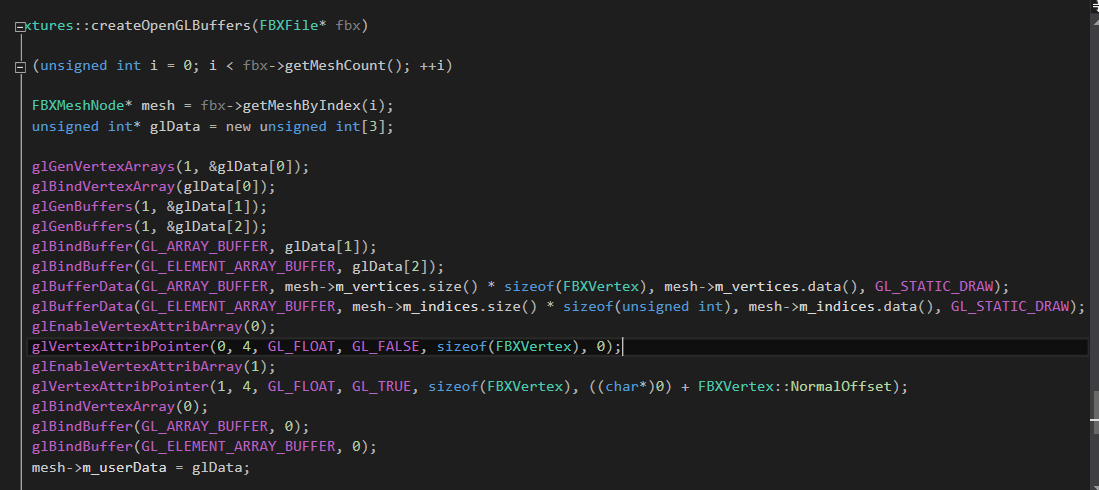 xtures::createOpenGLBuffers(FBXFile* fbx)
(unsigned int i = 0; i < fbx->getMeshCount(); ++i)
FBXMeshNode* mesh = fbx->getMeshByIndex(i);
unsigned int* glData = new unsigned int[3];
glGenVertexArrays(1, &glData[0]);
glBindVertexArray(glData[0]);
glGenBuffers(1, &glData[1]);
glGenBuffers(1, &glData[2]);
glBindBuffer(GL_ARRAY_BUFFER, glData[1]);
glBindBuffer(GL_ELEMENT_ARRAY_BUFFER, glData[2]);
glBufferData(GL_ARRAY_BUFFER, mesh->m_vertices.size() * sizeof(FBXVertex), mesh->m_vertices.data(), GL_STATIC_DRAW);
glBufferData(GL_ELEMENT_ARRAY_BUFFER, mesh->m_indices.size() * sizeof(unsigned int), mesh->m_indices.data(), GL_STATIC_DRAW);
glEnableVertexAttribArray(0);
glVertexAttribPointer(0, 4, GL_FLOAT, GL_FALSE, sizeof(FBXVertex), 0);
glEnableVertexAttribArray(1);
glVertexAttribPointer(1, 4, GL_FLOAT, GL_TRUE, sizeof(FBXVertex), ((char*)0) + FBXVertex::NormalOffset);
glBindVertexArray(0);
glBindBuffer(GL_ARRAY_BUFFER, 0);
glBindBuffer(GL_ELEMENT_ARRAY_BUFFER, 0);
mesh->m_userData = glData;